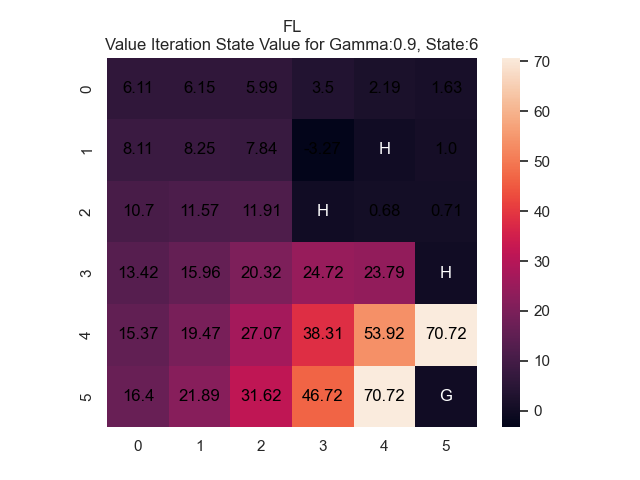 FL
Value Iteration State Value for Gamma:0.9, State:6
0 6.11 6.15 5.99 3.5 2.19 1.63
1 8.11 8.25 7.84 -3.27 H 1.0
2 10.7 11.57 11.91 H 0.68 0.71
3 13.42 15.96 20.32 24.72 23.79 H
4 15.37 19.47 27.07 38.31 53.92 70.72
5 16.4 21.89 31.62 46.72 70.72 G
0 1 2 3 4 5
70
60
50
40
30
20
10
0